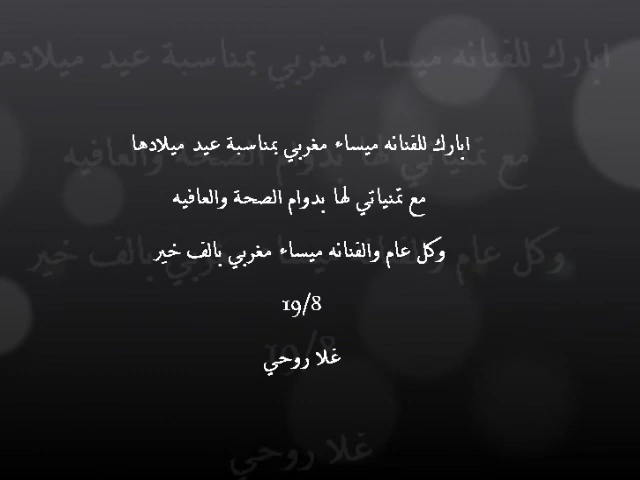 ابارك للفنانه ميساء مغربي بمناسبة عيد ميلادها
مع تمنياتي لها بدوام الصحة والعافيه
وكل عام والفنانه ميساء مغربي بالف خير
19/8
غلا روحي